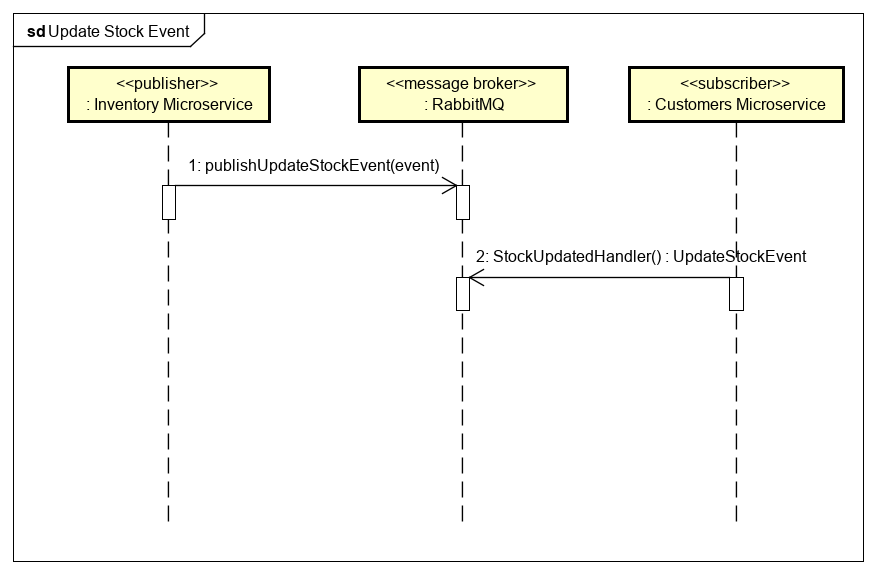 sd Update Stock Event
<<publisher>>
: Inventory Microservice
<<message broker>>
: RabbitMQ
<<subscriber>>
: Customers Microservice
1: publishUpdateStockEvent(event)
2: StockUpdatedHandler() : UpdateStockEvent